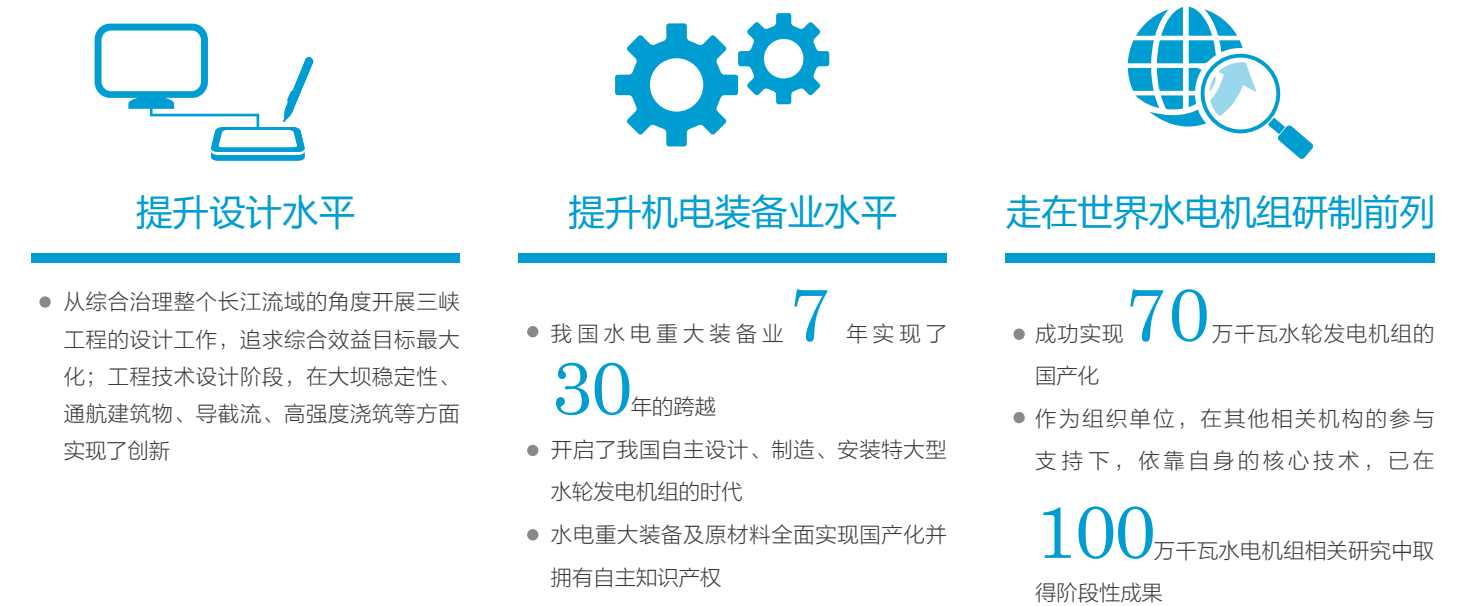 提升设计水平
从综合治理整个长江流域的角度开展三峡
工程的设计工作，追求综合效益目标最大
化；工程技术设计阶段，在大坝稳定性、
通航建筑物、导截流、高强度浇筑等方面
实现了创新
提升机电装备业水平
我国水电重大装备业7年实现了
30年的跨越
开启了我国自主设计、制造、安装特大型
水轮发电机组的时代
水电重大装备及原材料全面实现国产化并
拥有自主知识产权
走在世界水电机组研制前列
成功实现70万千瓦水轮发电机组的
国产化
作为组织单位，在其他相关机构的参与
支持下，依靠自身的核心技术，已在
100万千瓦水电机组相关研究中取
得阶段性成果